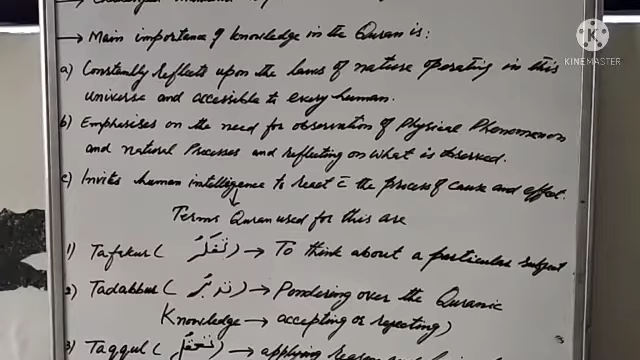 → Main importance of knowledge in the Quran is:
a) Constantly reflects upon the laws of nature operating in this
universe and accessible to every human.
b) Emphasises on the need for observation of Physical Phenomenon
and natural Processes and reflecting on what is observed.
c) Invites human intelligence to react c̄ the process of cause and effect.
Terms Quran used for this are
1) Tafakur (تَفَكُّرْ) → To think about a particular subject.
2) Tadabbur (تَدَبُّرْ) → Pondering over the Quranic
Knowledge → accepting or rejecting)
3) Taqqul (تَعَقُّلْ) → applying reason and
KINEMASTER